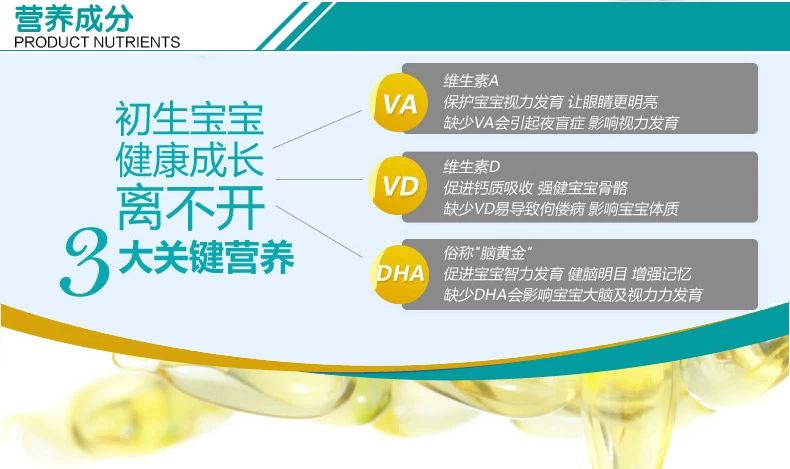 营养成分
PRODUCT NUTRIENTS
初生宝宝
健康成长
离不开
3大关键营养
VA
维生素A
保护宝宝视力发育 让眼睛更明亮
缺少VA会引起夜盲症 影响视力发育
VD
维生素D
促进钙质吸收 强健宝宝骨骼
缺少VD易导致佝偻病 影响宝宝体质
DHA
俗称"脑黄金"
促进宝宝智力发育 健脑明目 增强记忆
缺少DHA会影响宝宝大脑及视力力发育